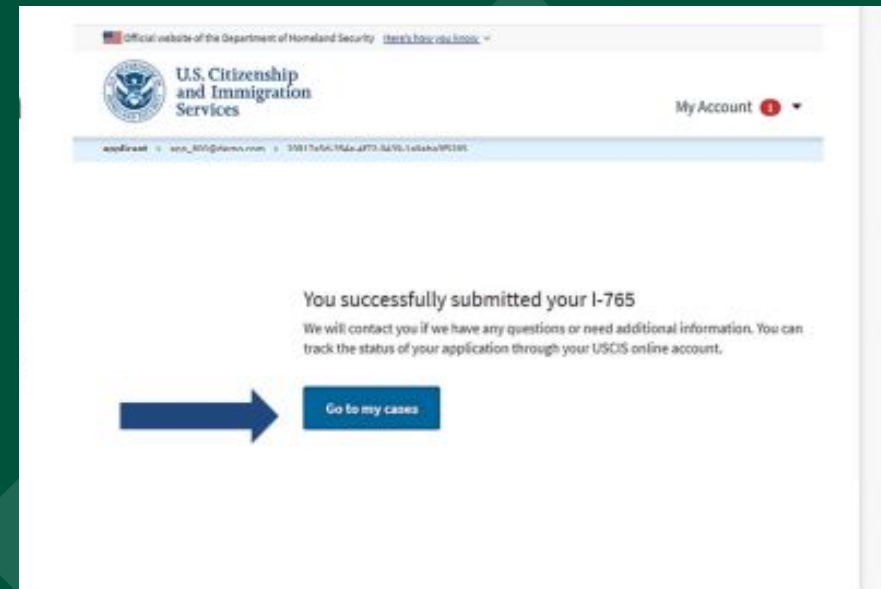 Official website of the Department of Homeland Security Here's how you know
U.S. Citizenship
and Immigration
Services
My Account 1
applicant
You successfully submitted your I-765
We will contact you if we have any questions or need additional information. You can
track the status of your application through your USCIS online account.
Go to my cases